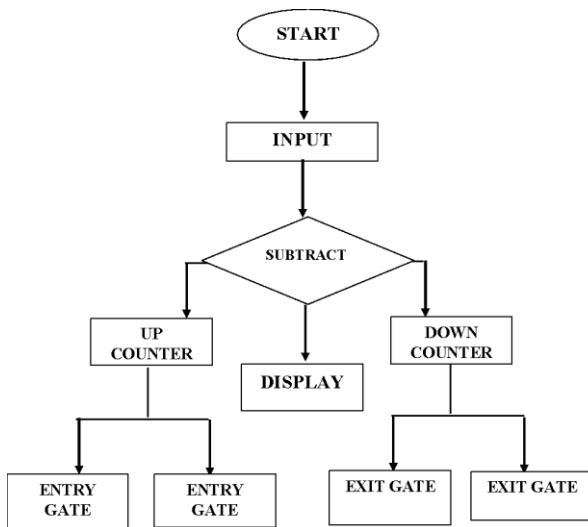 START
INPUT
SUBTRACT
UP
COUNTER
DISPLAY
DOWN
COUNTER
ENTRY
GATE
ENTRY
GATE
EXIT GATE
EXIT GATE